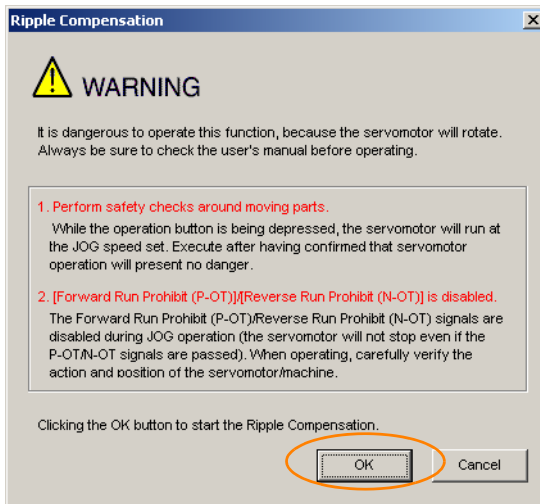 Ripple Compensation
WARNING
It is dangerous to operate this function, because the servomotor will rotate.
Always be sure to check the user's manual before operating.
1. Perform safety checks around moving parts.
While the operation button is being depressed, the servomotor will run at
the JOG speed set. Execute after having confirmed that servomotor
operation will present no danger.
2. [Forward Run Prohibit (P-OT)]/[Reverse Run Prohibit (N-OT)] is disabled.
The Forward Run Prohibit (P-OT)/Reverse Run Prohibit (N-OT) signals are
disabled during JOG operation (the servomotor will not stop even if the
P-OT/N-OT signals are passed). When operating, carefully verify the
action and position of the servomotor/machine.
Clicking the OK button to start the Ripple Compensation.
OK
Cancel